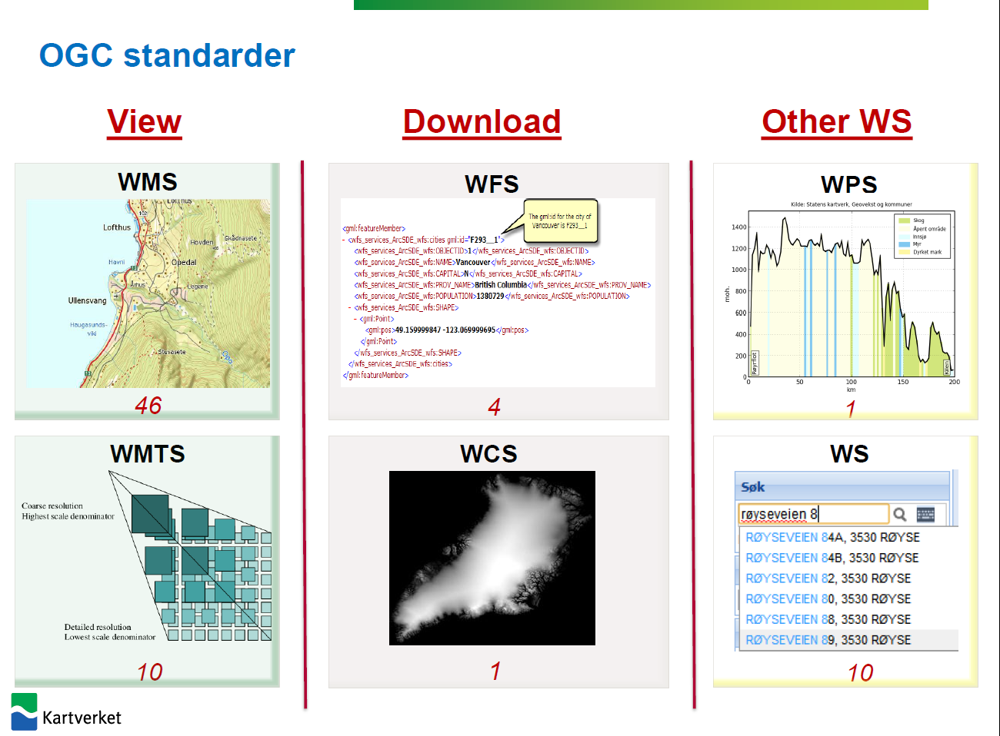 OGC standarder
View
Download
Other WS
WMS
Lofthus
102
Lofthus
Hovden
Skådnasete
Havni
Opedal
Århus
Legene
Ullensvang
Haugasunds-
viki
Stuvasete
Opo
46
WFS
The gml:id for the city of
Vancouver is F293__1
<gml:featureMember>
- <wfs_services_ArcSDE_wfs:cities gml:id="F293__1">
<wfs_services_ArcSDE_wfs:OBJECTID>1</wfs_services_ArcSDE_wfs:OBJECTID>
<wfs_services_ArcSDE_wfs:NAME>Vancouver</wfs_services_ArcSDE_wfs:NAME>
<wfs_services_ArcSDE_wfs:CAPITAL>N</wfs_services_ArcSDE_wfs:CAPITAL>
<wfs_services_ArcSDE_wfs:PROV_NAME>British Columbia</wfs_services_ArcSDE_wfs:PROV_NAME>
<wfs_services_ArcSDE_wfs:POPULATION>1380729</wfs_services_ArcSDE_wfs:POPULATION>
- <wfs_services_ArcSDE_wfs:SHAPE>
- <gml:Point>
<gml:pos>49.159999847 -123.069999695</gml:pos>
</gml:Point>
</wfs_services_ArcSDE_wfs:SHAPE>
</wfs_services_ArcSDE_wfs:cities>
</gml:featureMember>
4
WPS
Kilde: Statens kartverk, Geovekst og kommuner
Skog
Åpent område
Innsjø
Myr
Dyrket mark
1400
1200
1000
800
600
400
200
0
moh.
Røyrflot
Kilen
0 50 100 150 200
km
1
WMTS
Coarse resolution
Highest scale denominator
Detailed resolution
Lowest scale denominator
10
WCS
1
WS
Søk
røyseveien 8
RØYSEVEIEN 84A, 3530 RØYSE
RØYSEVEIEN 84B, 3530 RØYSE
RØYSEVEIEN 82, 3530 RØYSE
RØYSEVEIEN 80, 3530 RØYSE
RØYSEVEIEN 88, 3530 RØYSE
RØYSEVEIEN 89, 3530 RØYSE
10
Kartverket